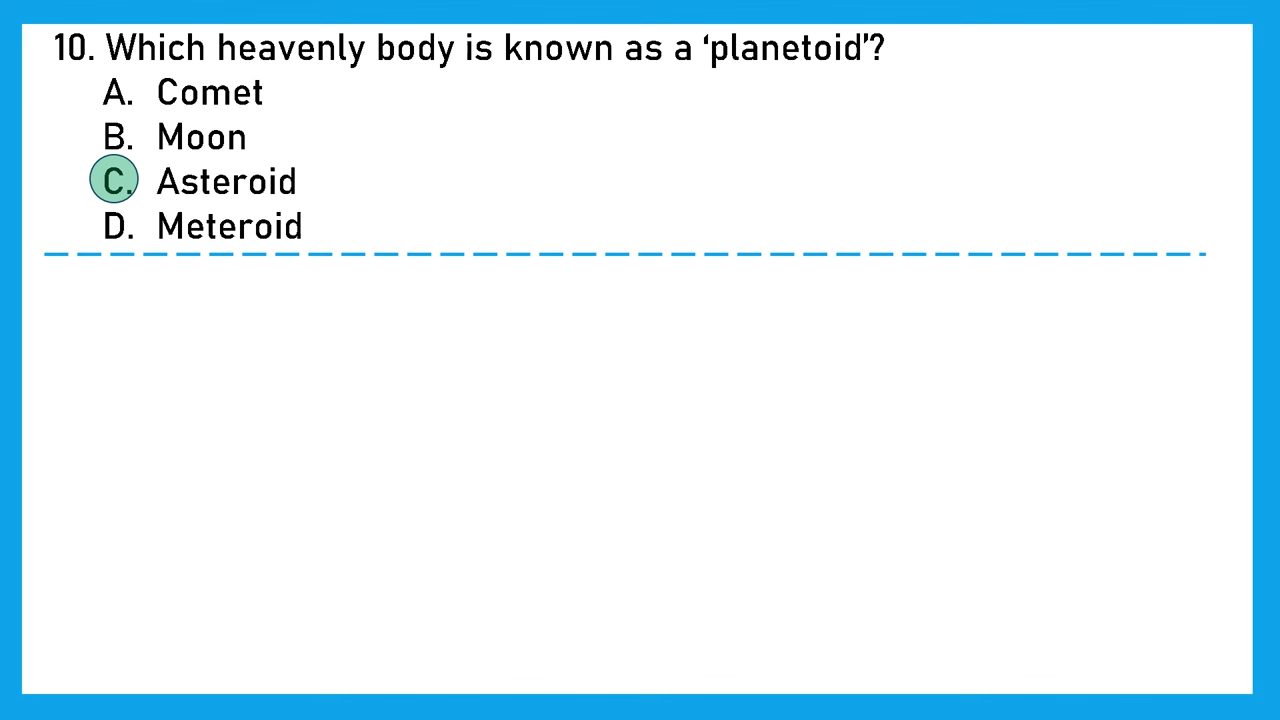 10. Which heavenly body is known as a ‘planetoid’?
A. Comet
B. Moon
C. Asteroid
D. Meteroid